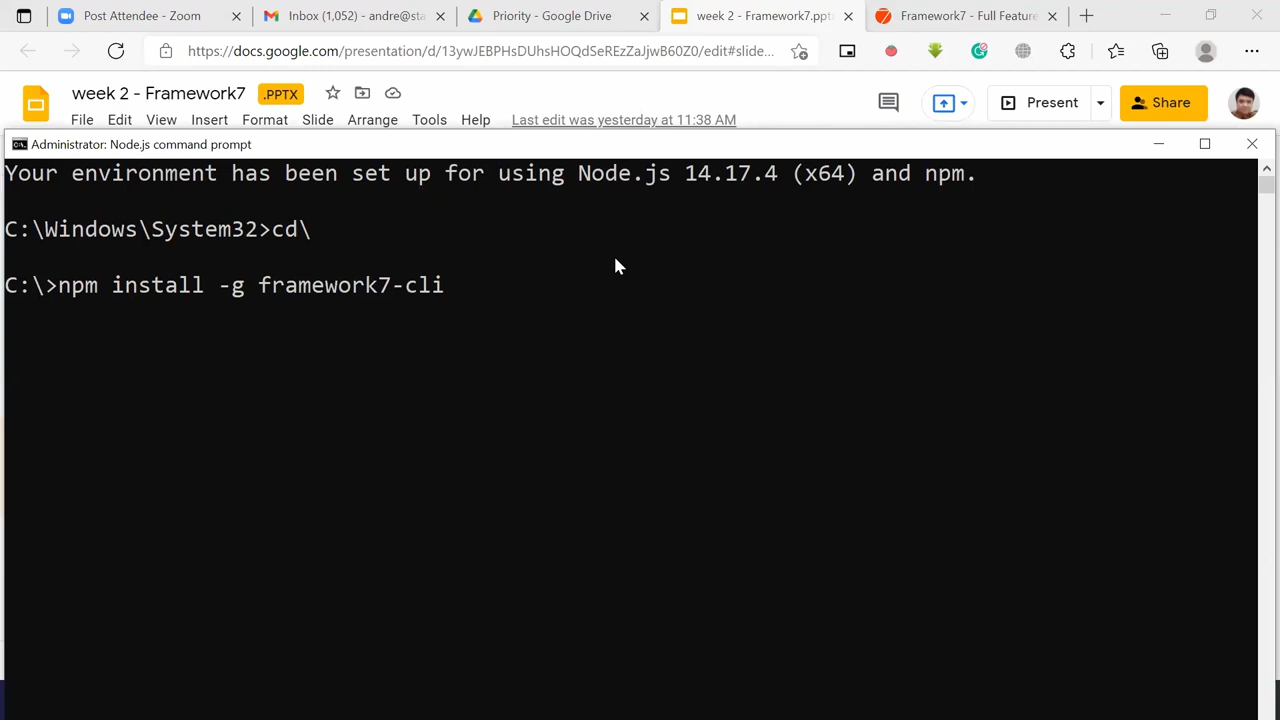 Post Attendee - Zoom
Inbox (1,052) - andre@sta
Priority - Google Drive
week 2 - Framework7.ppt
Framework7 - Full Feature
https://docs.google.com/presentation/d/13ywJEBPHsDUhsHOQdSeREzZaJjwB60Z0/edit#slide...
week 2 - Framework7
.PPTX
Present
Share
File Edit View Insert Format Slide Arrange Tools Help Last edit was yesterday at 11:38 AM
Administrator: Node.js command prompt
Your environment has been set up for using Node.js 14.17.4 (x64) and npm.
C:\Windows\System32>cd\
C:\>npm install -g framework7-cli